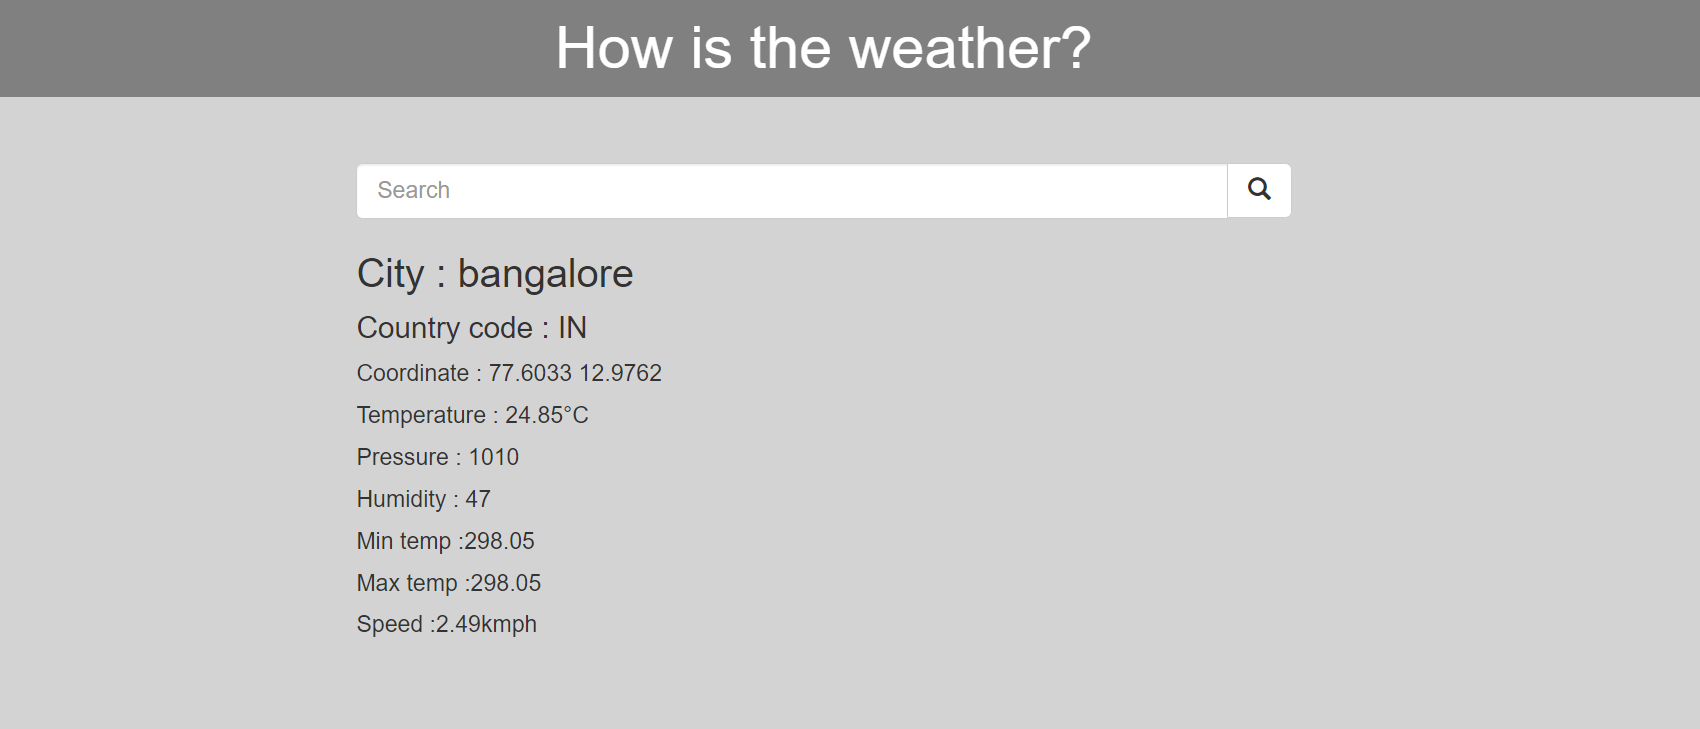 How is the weather?
Search
City : bangalore
Country code : IN
Coordinate : 77.6033 12.9762
Temperature : 24.85°C
Pressure : 1010
Humidity : 47
Min temp :298.05
Max temp :298.05
Speed :2.49kmph